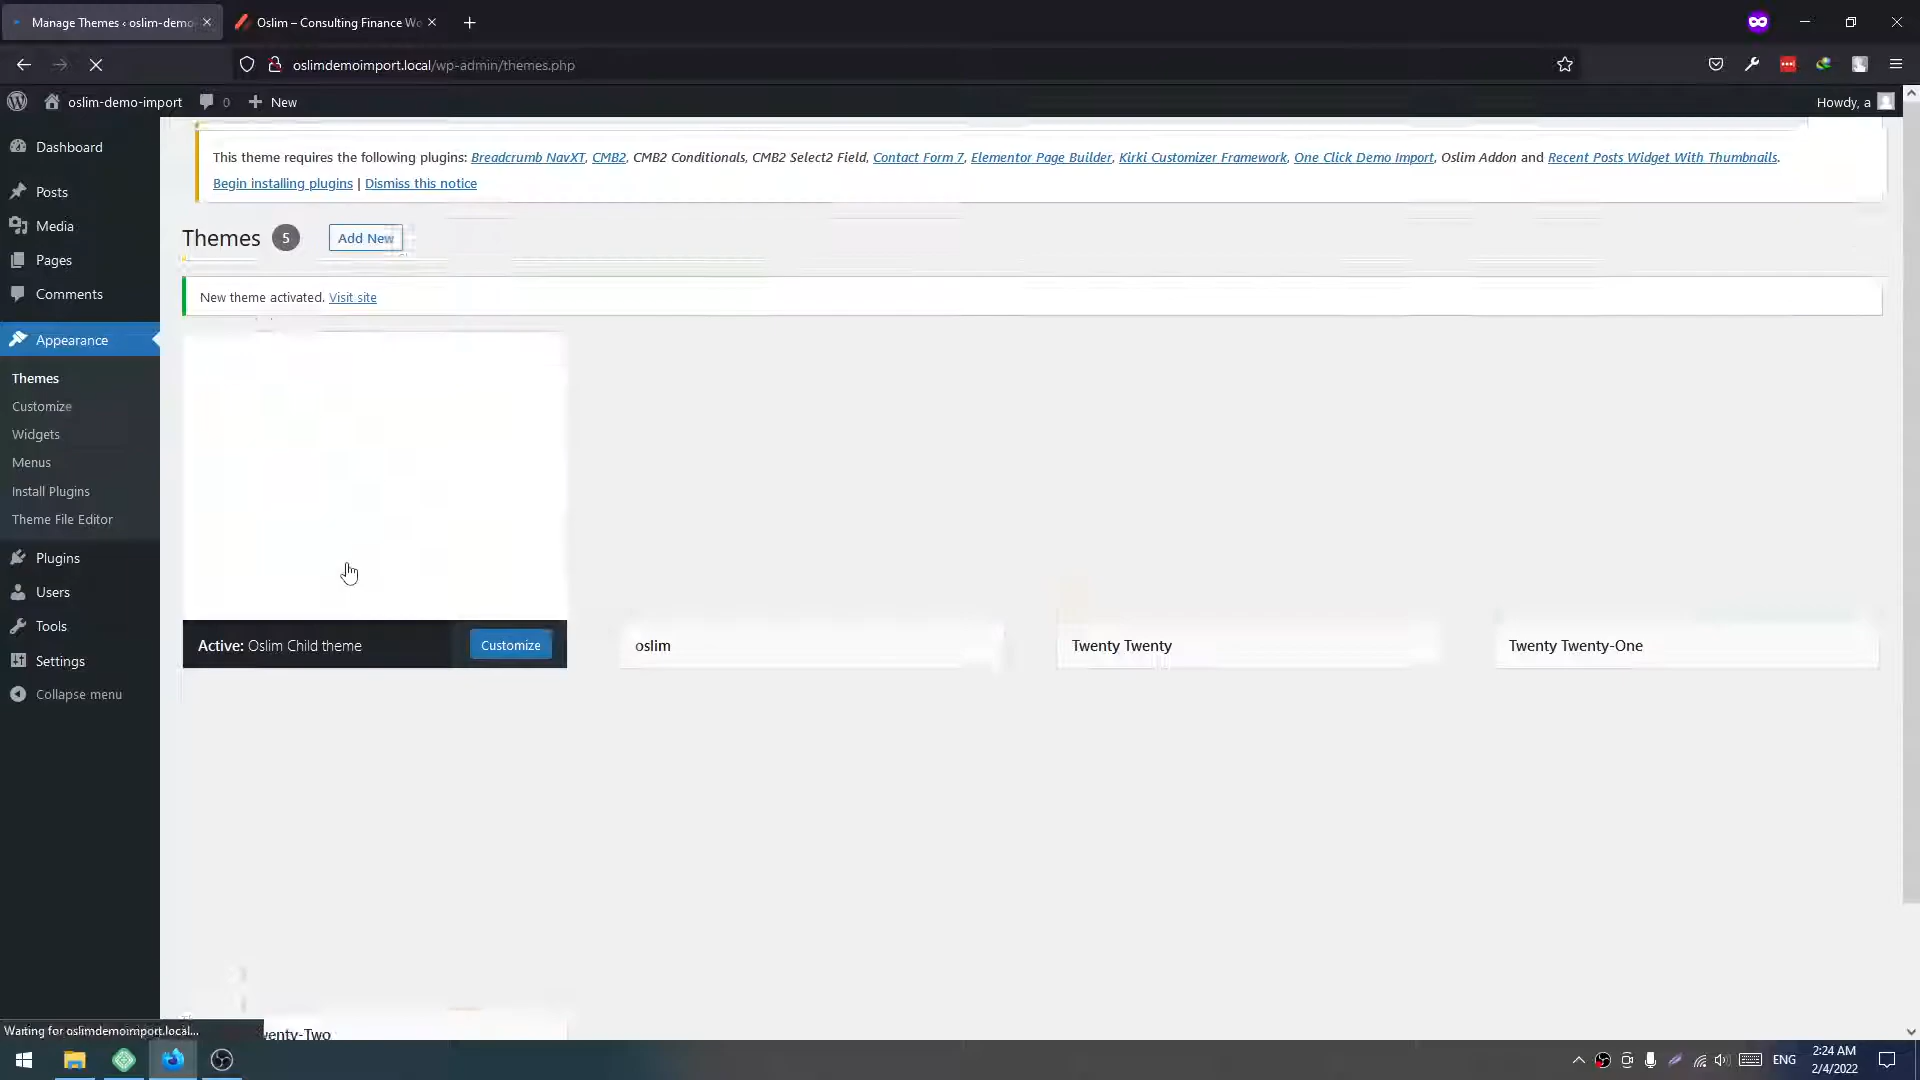 Manage Themes ‹ oslim-demo-
Oslim – Consulting Finance Wo
oslimdemoimport.local/wp-admin/themes.php
oslim-demo-import
0
New
Howdy, a
Dashboard
Posts
Media
Pages
Comments
Appearance
Themes
Customize
Widgets
Menus
Install Plugins
Theme File Editor
Plugins
Users
Tools
Settings
Collapse menu
This theme requires the following plugins: Breadcrumb NavXT, CMB2, CMB2 Conditionals, CMB2 Select2 Field, Contact Form 7, Elementor Page Builder, Kirki Customizer Framework, One Click Demo Import, Oslim Addon and Recent Posts Widget With Thumbnails.
Begin installing plugins | Dismiss this notice
Themes 5 Add New
New theme activated. Visit site
Active: Oslim Child theme
Customize
oslim
Twenty Twenty
Twenty Twenty-One
Waiting for oslimdemoimport.local...
enty-Two
ENG
2:24 AM
2/4/2022